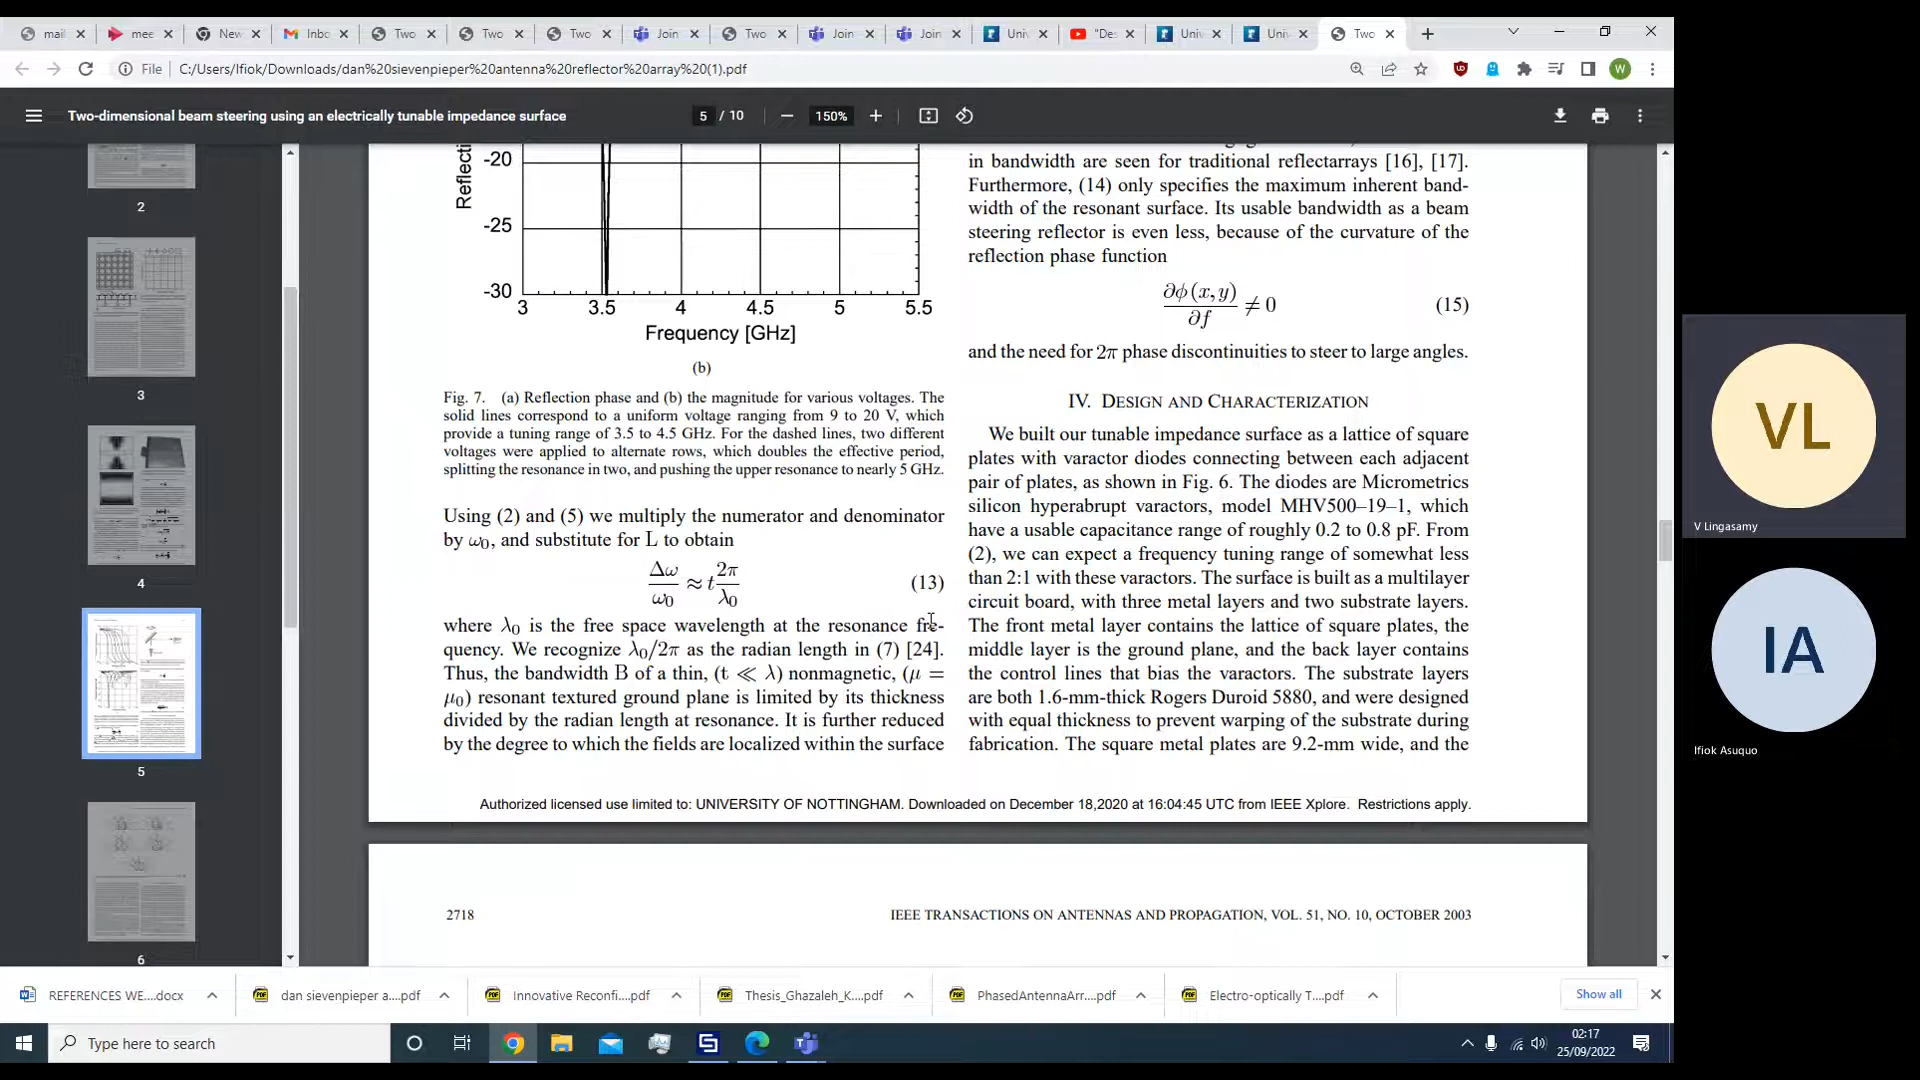 mail
mee
New
Inbo
Two
Two
Two
Join
Two
Join
Join
Univ
"De:
Univ
Univ
Two
File
C:/Users/Ifiok/Downloads/dan%20sievenpieper%20antenna%20reflector%20array%20(1).pdf
W
Two-dimensional beam steering using an electrically tunable impedance surface
5 / 10
150%
2
3
4
5
6
Reflecti
-20
-25
-30
3 3.5 4 4.5 5 5.5
Frequency [GHz]
(b)
Fig. 7. (a) Reflection phase and (b) the magnitude for various voltages. The
solid lines correspond to a uniform voltage ranging from 9 to 20 V, which
provide a tuning range of 3.5 to 4.5 GHz. For the dashed lines, two different
voltages were applied to alternate rows, which doubles the effective period,
splitting the resonance in two, and pushing the upper resonance to nearly 5 GHz.
Using (2) and (5) we multiply the numerator and denominator
by ω0, and substitute for L to obtain
Δω/ω0 ≈ t 2π/λ0 (13)
where λ0 is the free space wavelength at the resonance fre-
quency. We recognize λ0/2π as the radian length in (7) [24].
Thus, the bandwidth B of a thin, (t ≪ λ) nonmagnetic, (μ =
μ0) resonant textured ground plane is limited by its thickness
divided by the radian length at resonance. It is further reduced
by the degree to which the fields are localized within the surface
in bandwidth are seen for traditional reflectarrays [16], [17].
Furthermore, (14) only specifies the maximum inherent band-
width of the resonant surface. Its usable bandwidth as a beam
steering reflector is even less, because of the curvature of the
reflection phase function
∂ϕ(x,y)/∂f ≠ 0 (15)
and the need for 2π phase discontinuities to steer to large angles.
IV. DESIGN AND CHARACTERIZATION
We built our tunable impedance surface as a lattice of square
plates with varactor diodes connecting between each adjacent
pair of plates, as shown in Fig. 6. The diodes are Micrometrics
silicon hyperabrupt varactors, model MHV500–19–1, which
have a usable capacitance range of roughly 0.2 to 0.8 pF. From
(2), we can expect a frequency tuning range of somewhat less
than 2:1 with these varactors. The surface is built as a multilayer
circuit board, with three metal layers and two substrate layers.
The front metal layer contains the lattice of square plates, the
middle layer is the ground plane, and the back layer contains
the control lines that bias the varactors. The substrate layers
are both 1.6-mm-thick Rogers Duroid 5880, and were designed
with equal thickness to prevent warping of the substrate during
fabrication. The square metal plates are 9.2-mm wide, and the
Authorized licensed use limited to: UNIVERSITY OF NOTTINGHAM. Downloaded on December 18,2020 at 16:04:45 UTC from IEEE Xplore. Restrictions apply.
2718
IEEE TRANSACTIONS ON ANTENNAS AND PROPAGATION, VOL. 51, NO. 10, OCTOBER 2003
VL
V Lingasamy
IA
Ifiok Asuquo
REFERENCES WE....docx
dan sievenpieper a....pdf
Innovative Reconfi....pdf
Thesis_Ghazaleh_K....pdf
PhasedAntennaArr....pdf
Electro-optically T....pdf
Show all
Type here to search
02:17
25/09/2022